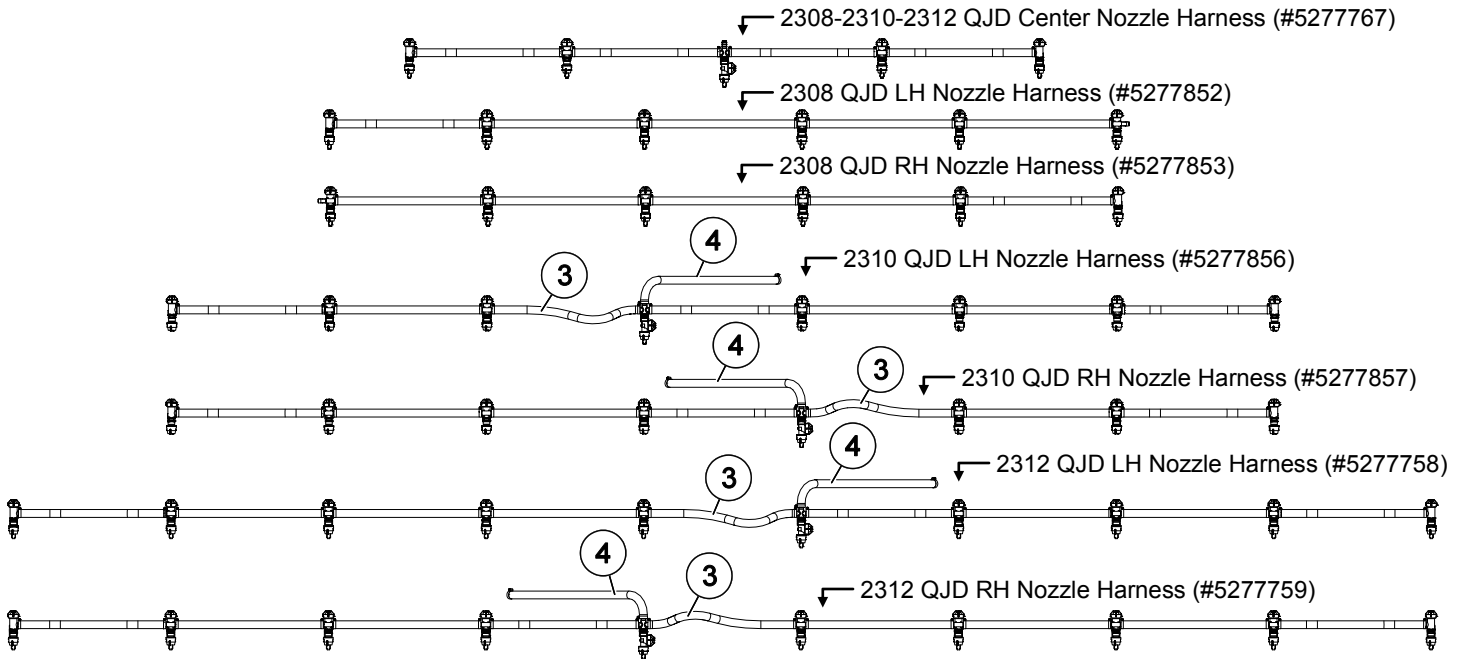 2308-2310-2312 QJD Center Nozzle Harness (#5277767)
2308 QJD LH Nozzle Harness (#5277852)
2308 QJD RH Nozzle Harness (#5277853)
4
2310 QJD LH Nozzle Harness (#5277856)
3
4
3
2310 QJD RH Nozzle Harness (#5277857)
4
2312 QJD LH Nozzle Harness (#5277758)
3
4
3
2312 QJD RH Nozzle Harness (#5277759)